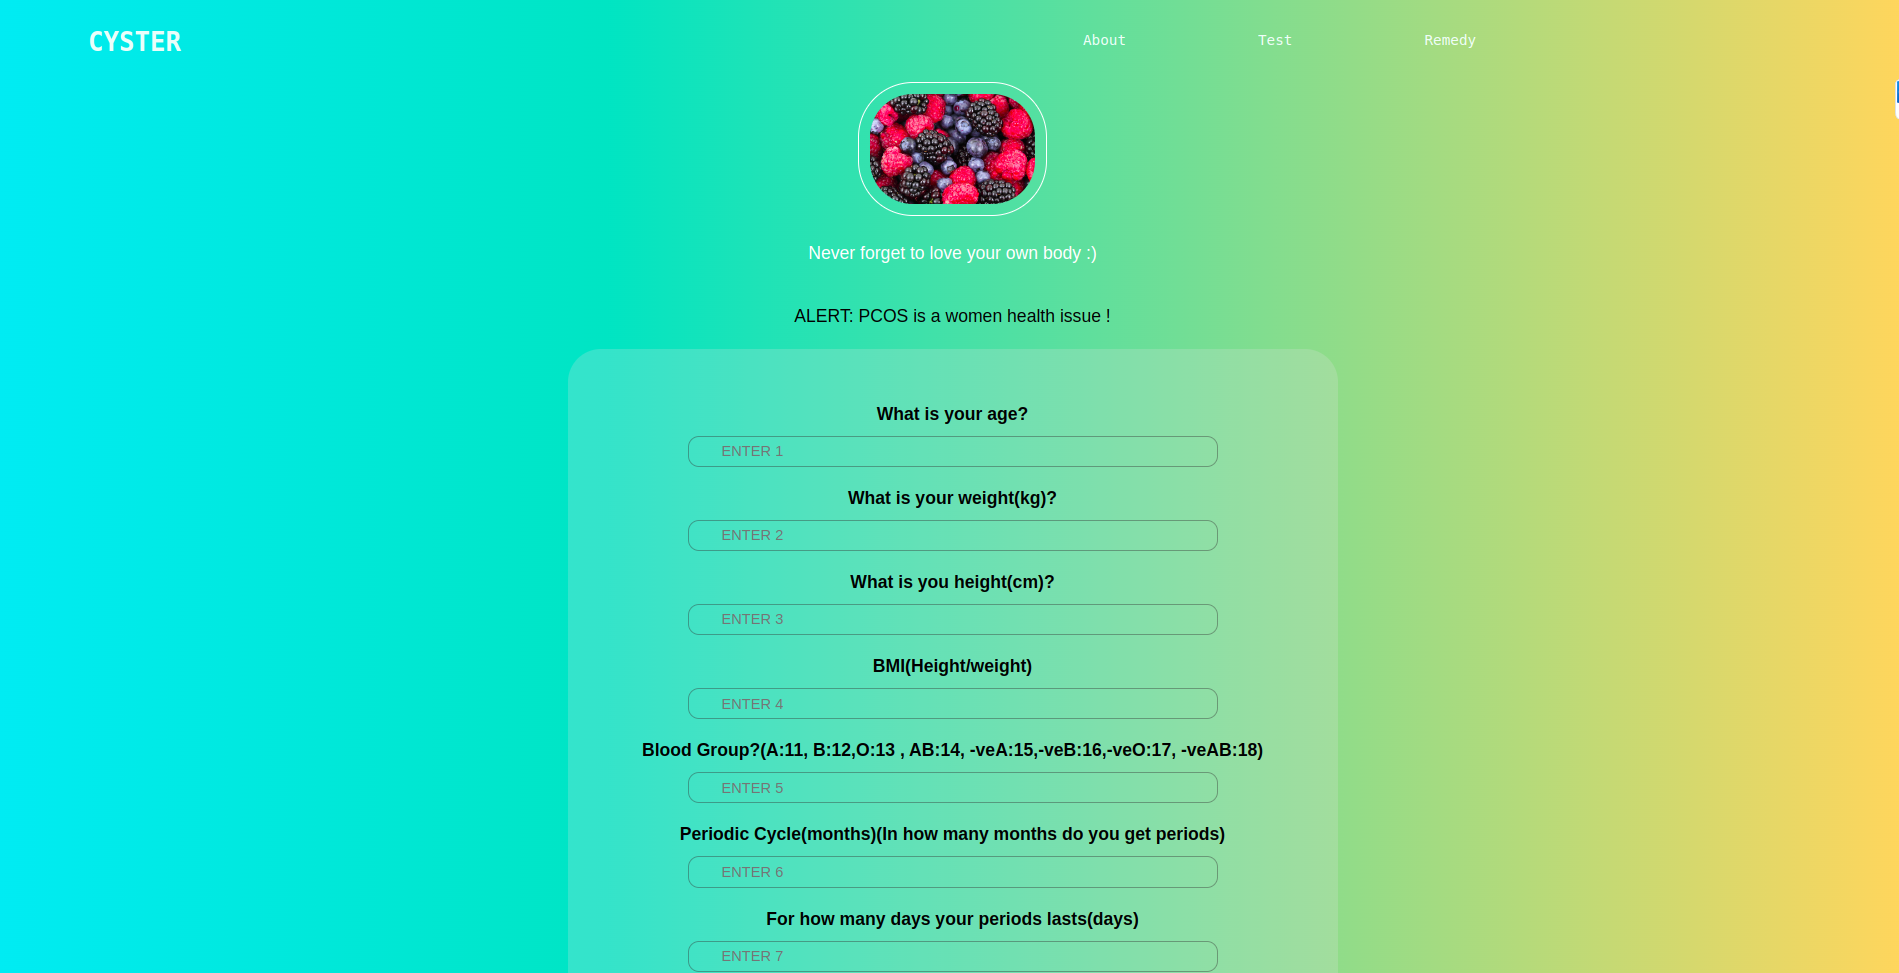 CYSTER
About
Test
Remedy
Never forget to love your own body :)
ALERT: PCOS is a women health issue !
What is your age?
ENTER 1
What is your weight(kg)?
ENTER 2
What is you height(cm)?
ENTER 3
BMI(Height/weight)
ENTER 4
Blood Group?(A:11, B:12,O:13 , AB:14, -veA:15,-veB:16,-veO:17, -veAB:18)
ENTER 5
Periodic Cycle(months)(In how many months do you get periods)
ENTER 6
For how many days your periods lasts(days)
ENTER 7